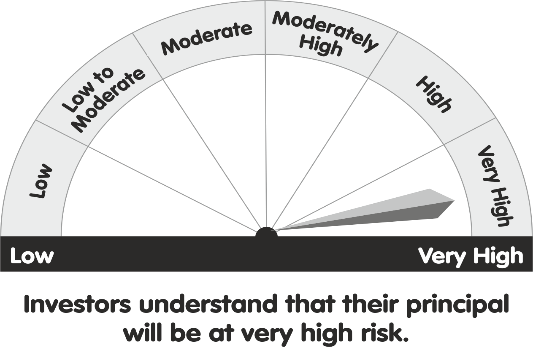 Low
Low to
Moderate
Moderate
Moderately
High
High
Very High
Low
Very High
Investors understand that their principal
will be at very high risk.